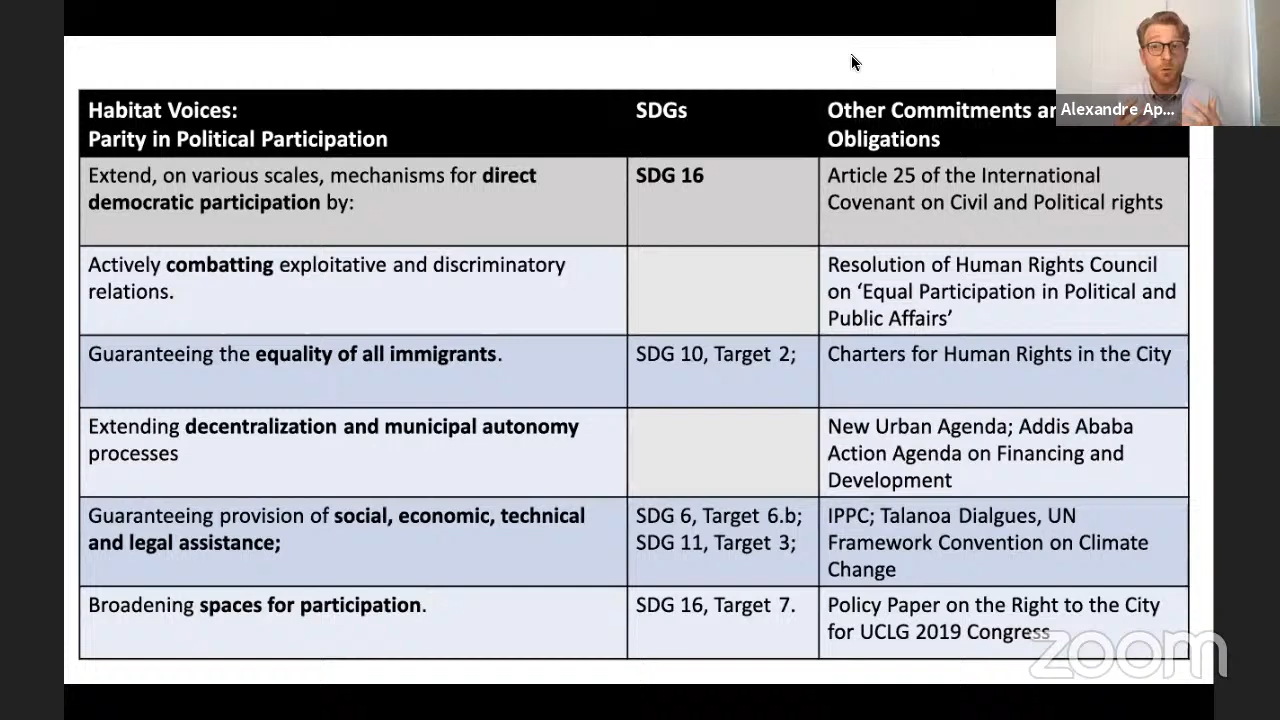 Habitat Voices:
Parity in Political Participation
SDGs
Other Commitments
Obligations
Alexandre Ap...
Extend, on various scales, mechanisms for direct
democratic participation by:
SDG 16
Article 25 of the International
Covenant on Civil and Political rights
Actively combatting exploitative and discriminatory
relations.
Resolution of Human Rights Council
on ‘Equal Participation in Political and
Public Affairs’
Guaranteeing the equality of all immigrants.
SDG 10, Target 2;
Charters for Human Rights in the City
Extending decentralization and municipal autonomy
processes
New Urban Agenda; Addis Ababa
Action Agenda on Financing and
Development
Guaranteeing provision of social, economic, technical
and legal assistance;
SDG 6, Target 6.b;
SDG 11, Target 3;
IPPC; Talanoa Dialgues, UN
Framework Convention on Climate
Change
Broadening spaces for participation.
SDG 16, Target 7.
Policy Paper on the Right to the City
for UCLG 2019 Congress
zoom